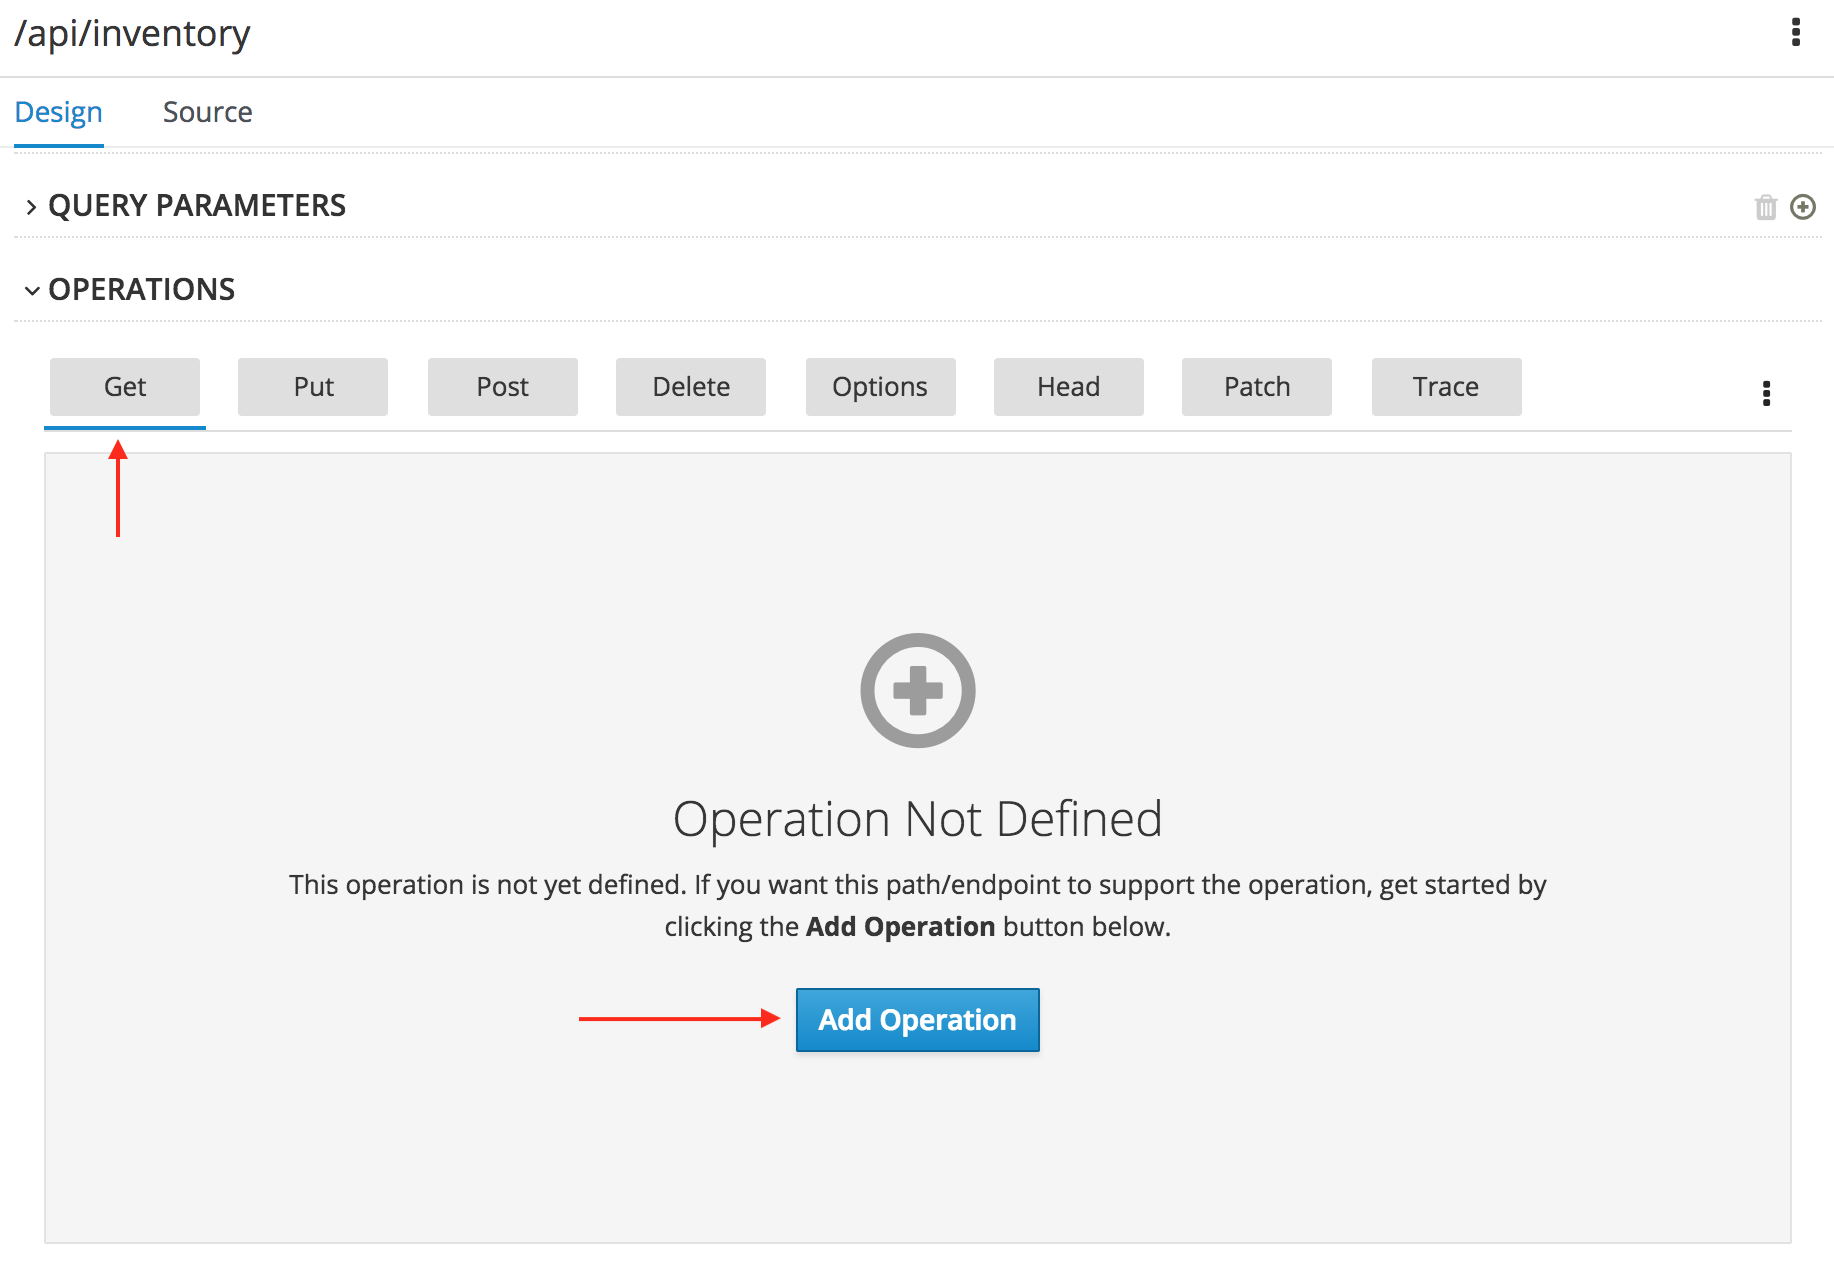 /api/inventory
Design Source
QUERY PARAMETERS
OPERATIONS
Get Put Post Delete Options Head Patch Trace
Operation Not Defined
This operation is not yet defined. If you want this path/endpoint to support the operation, get started by
clicking the Add Operation button below.
Add Operation